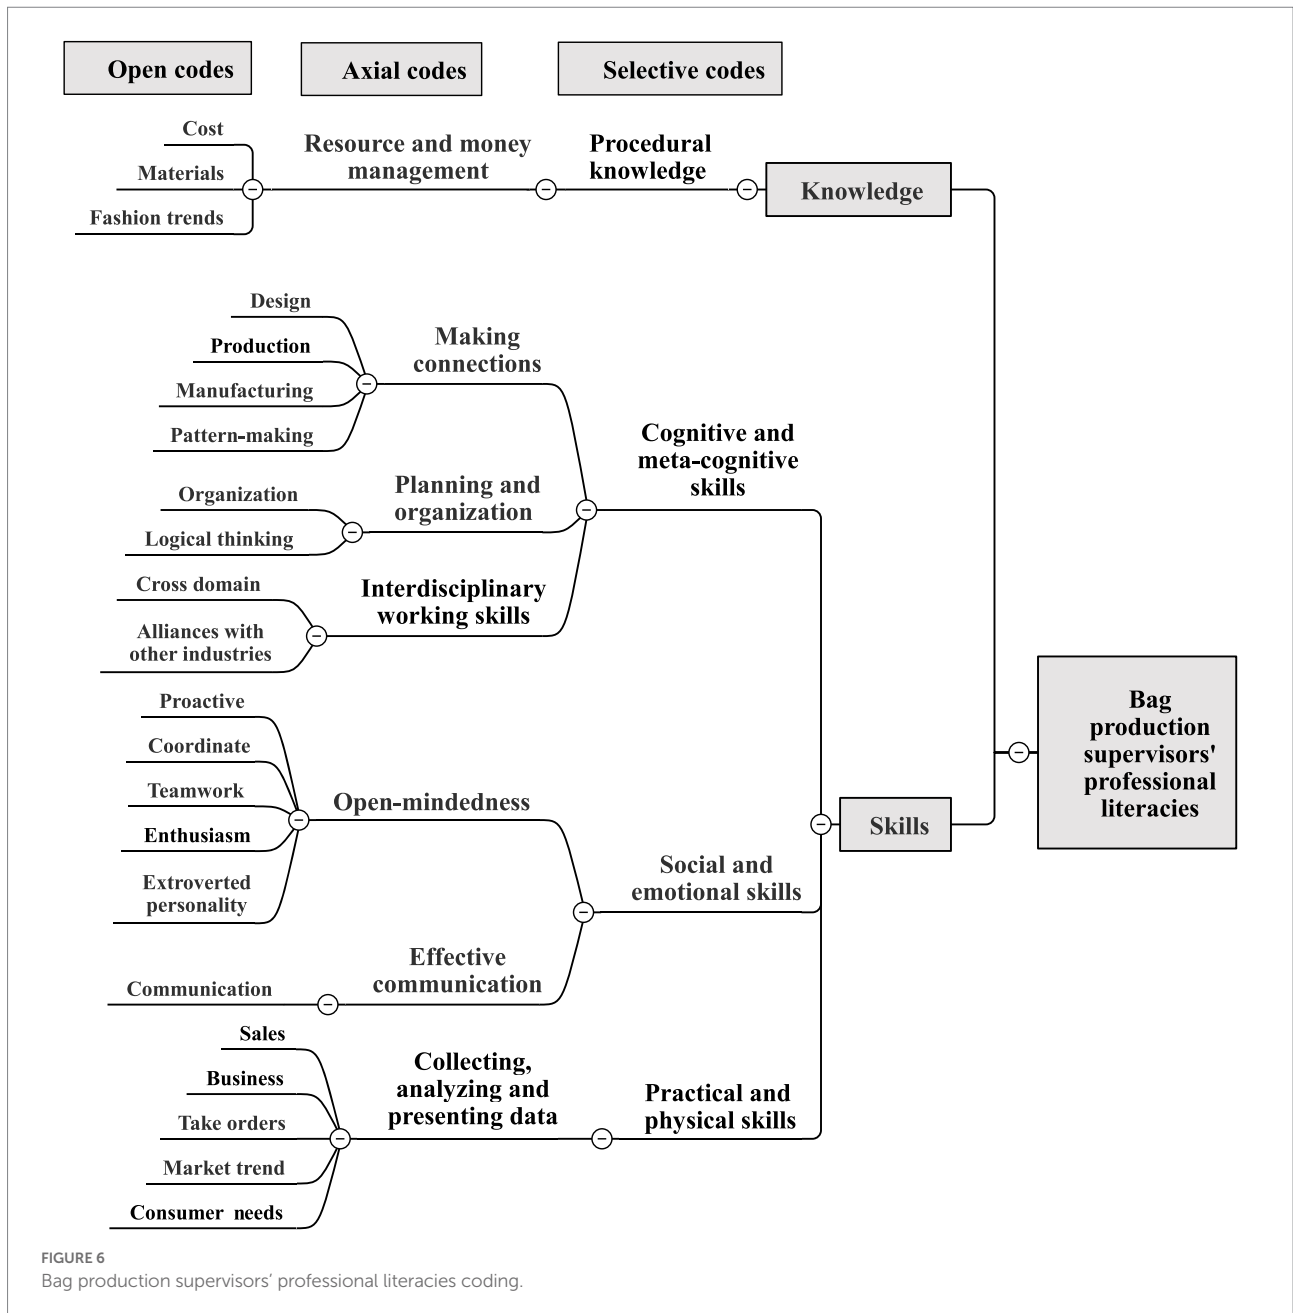 Open codes
Axial codes
Selective codes
Cost
Materials
Fashion trends
Resource and money
management
Procedural
knowledge
Knowledge
Design
Production
Manufacturing
Pattern-making
Making
connections
Organization
Logical thinking
Planning and
organization
Cross domain
Alliances with
other industries
Interdisciplinary
working skills
Cognitive and
meta-cognitive
skills
Proactive
Coordinate
Teamwork
Enthusiasm
Extroverted
personality
Open-mindedness
Communication
Effective
communication
Social and
emotional skills
Sales
Business
Take orders
Market trend
Consumer needs
Collecting,
analyzing and
presenting data
Practical and
physical skills
Skills
Bag
production
supervisors'
professional
literacies
FIGURE 6
Bag production supervisors’ professional literacies coding.